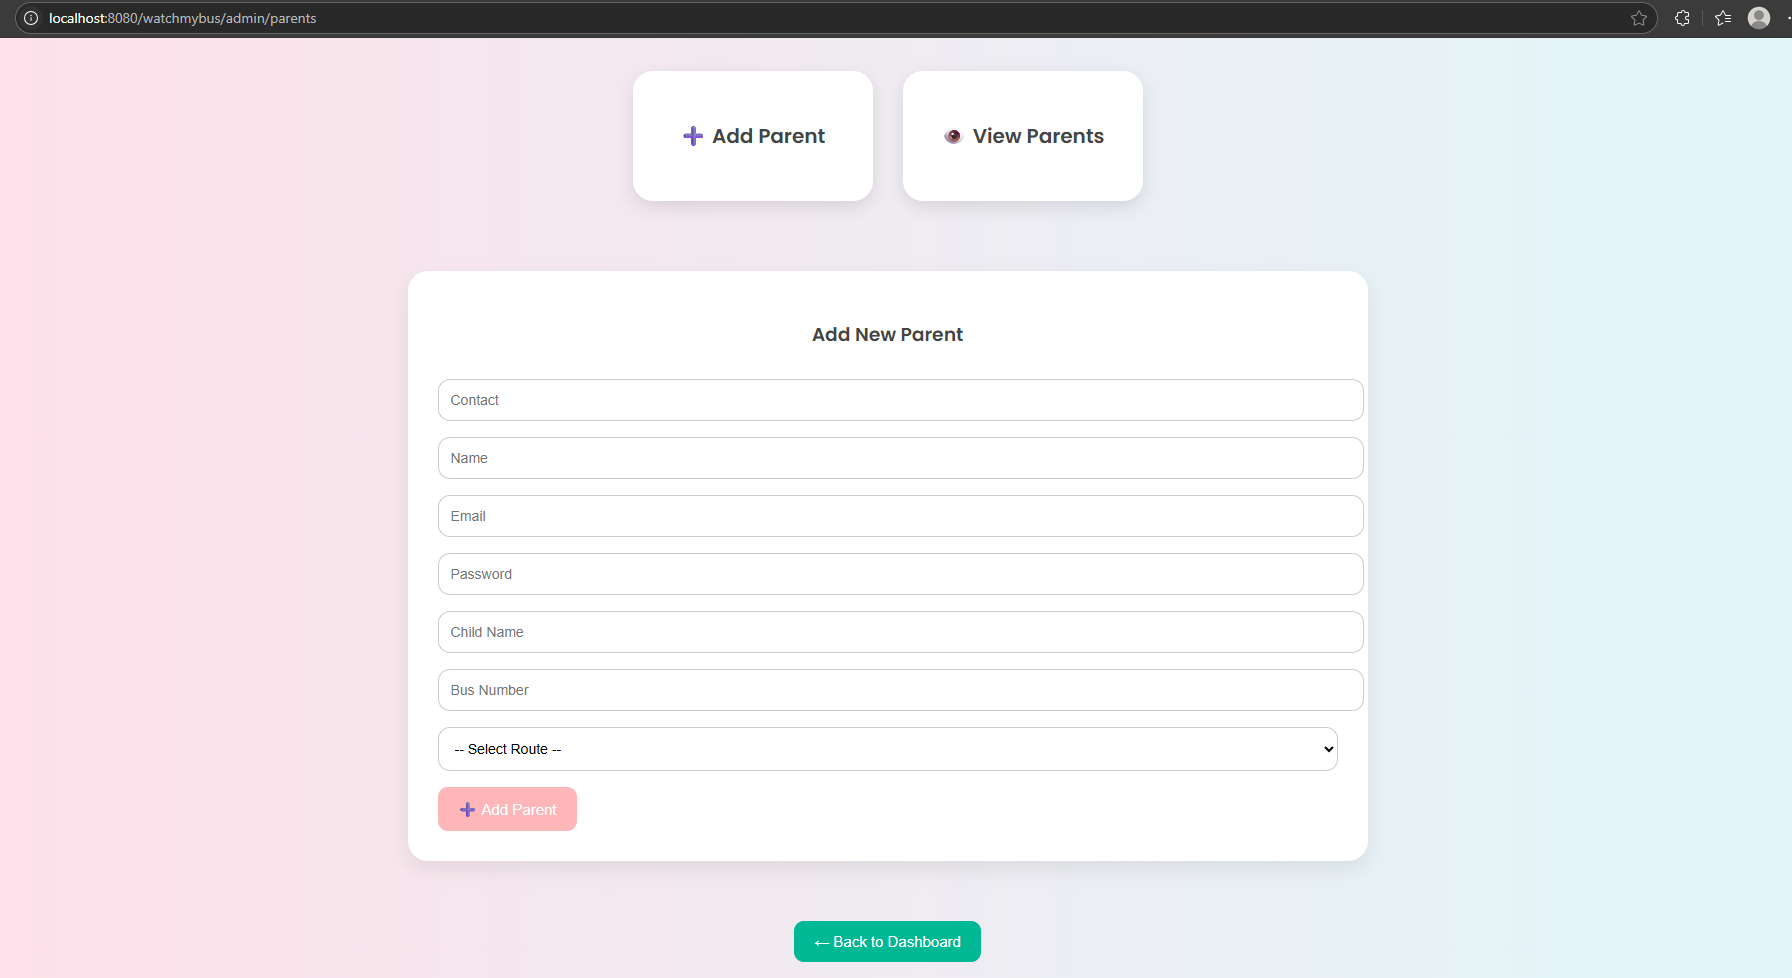 localhost:8080/watchmybus/admin/parents
➕ Add Parent
👁️ View Parents
Add New Parent
Contact
Name
Email
Password
Child Name
Bus Number
-- Select Route --
➕ Add Parent
← Back to Dashboard